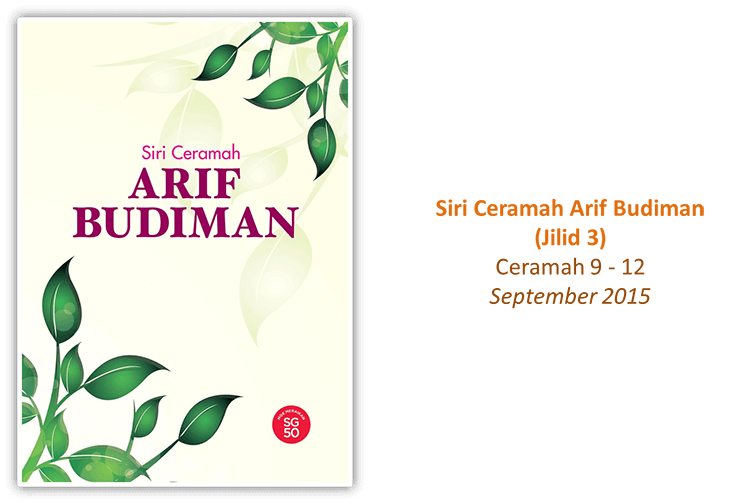 Siri Ceramah
ARIF
BUDIMAN
SG
50
Siri Ceramah Arif Budiman
(Jilid 3)
Ceramah 9 - 12
September 2015